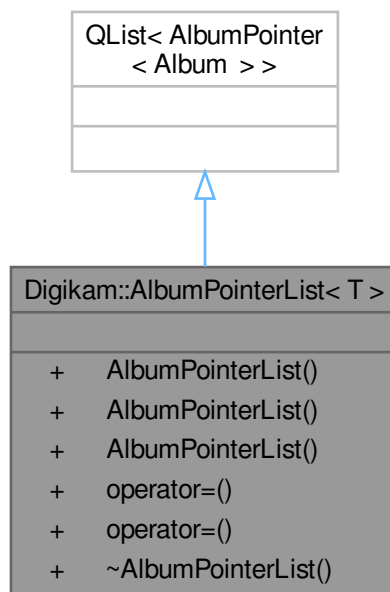 QList< AlbumPointer
< Album > >
Digikam::AlbumPointerList< T >
+ AlbumPointerList()
+ AlbumPointerList()
+ AlbumPointerList()
+ operator=()
+ operator=()
+ ~AlbumPointerList()